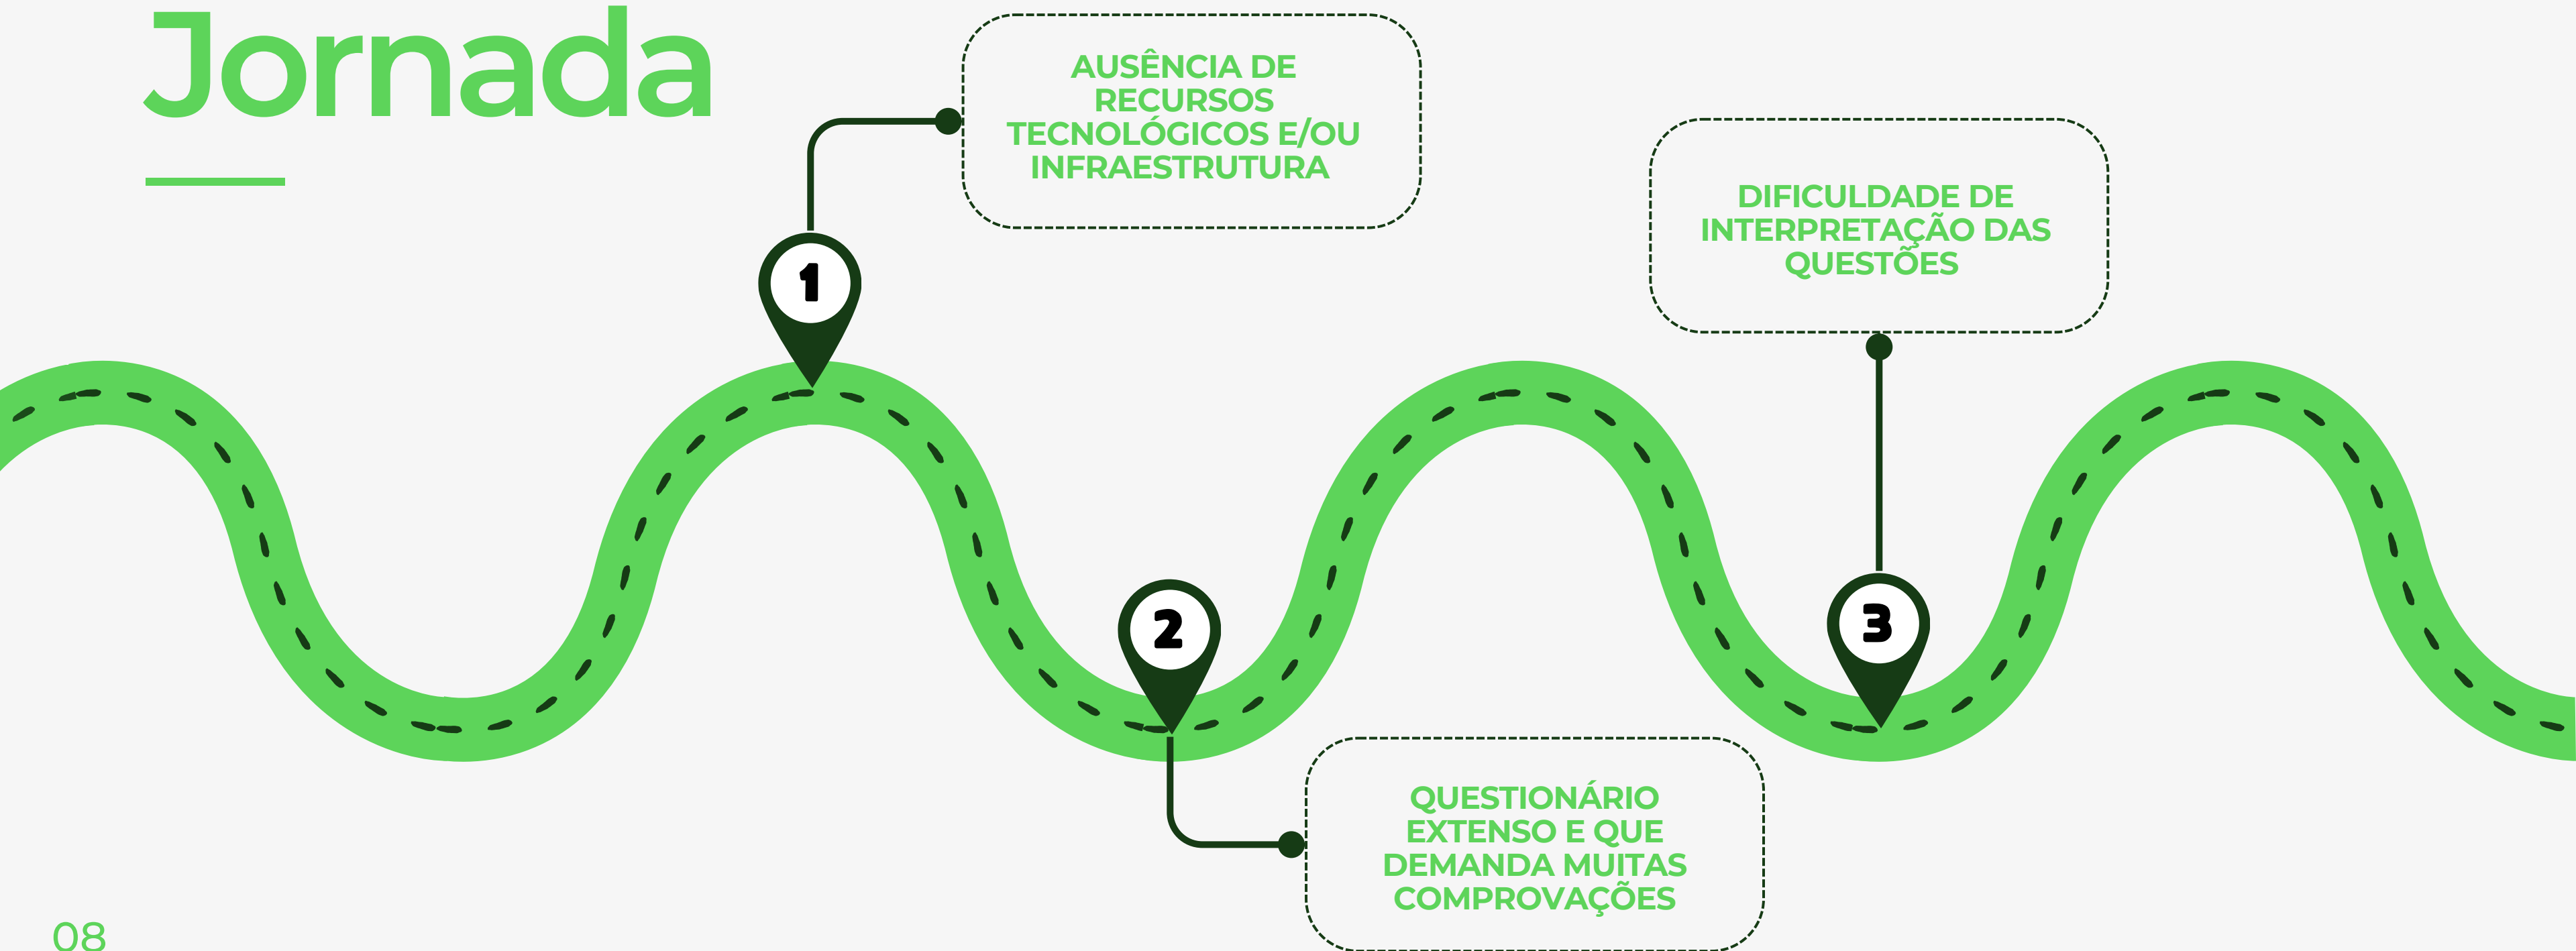 Jornada
AUSÊNCIA DE
RECURSOS
TECNOLÓGICOS E/OU
INFRAESTRUTURA
1
DIFICULDADE DE
INTERPRETAÇÃO DAS
QUESTÕES
2
3
QUESTIONÁRIO
EXTENSO E QUE
DEMANDA MUITAS
COMPROVAÇÕES
08